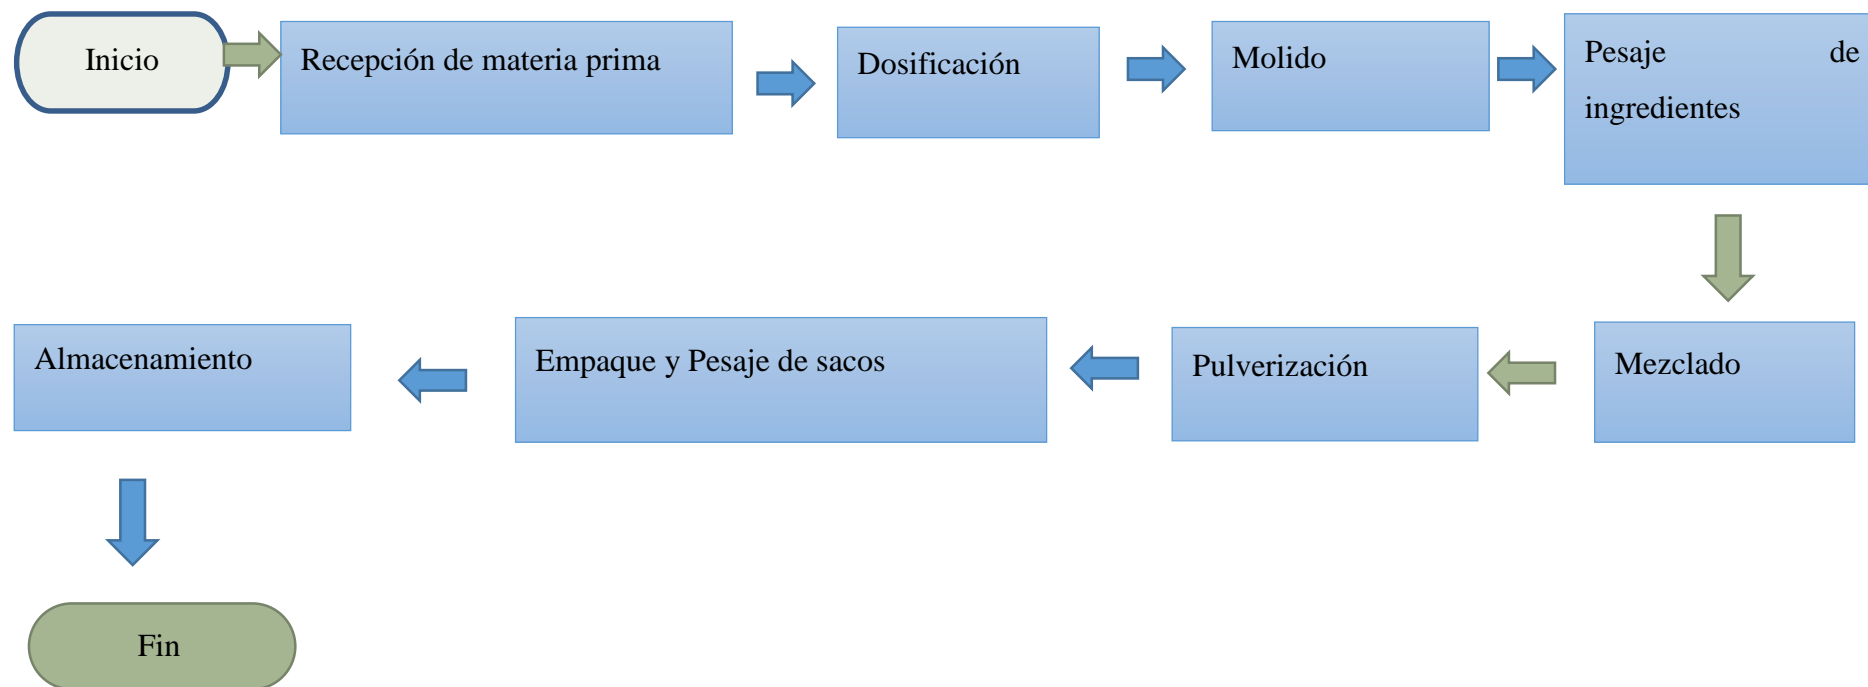 Inicio
Recepción de materia prima
Dosificación
Molido
Pesaje de
ingredientes
Mezclado
Pulverización
Empaque y Pesaje de sacos
Almacenamiento
Fin